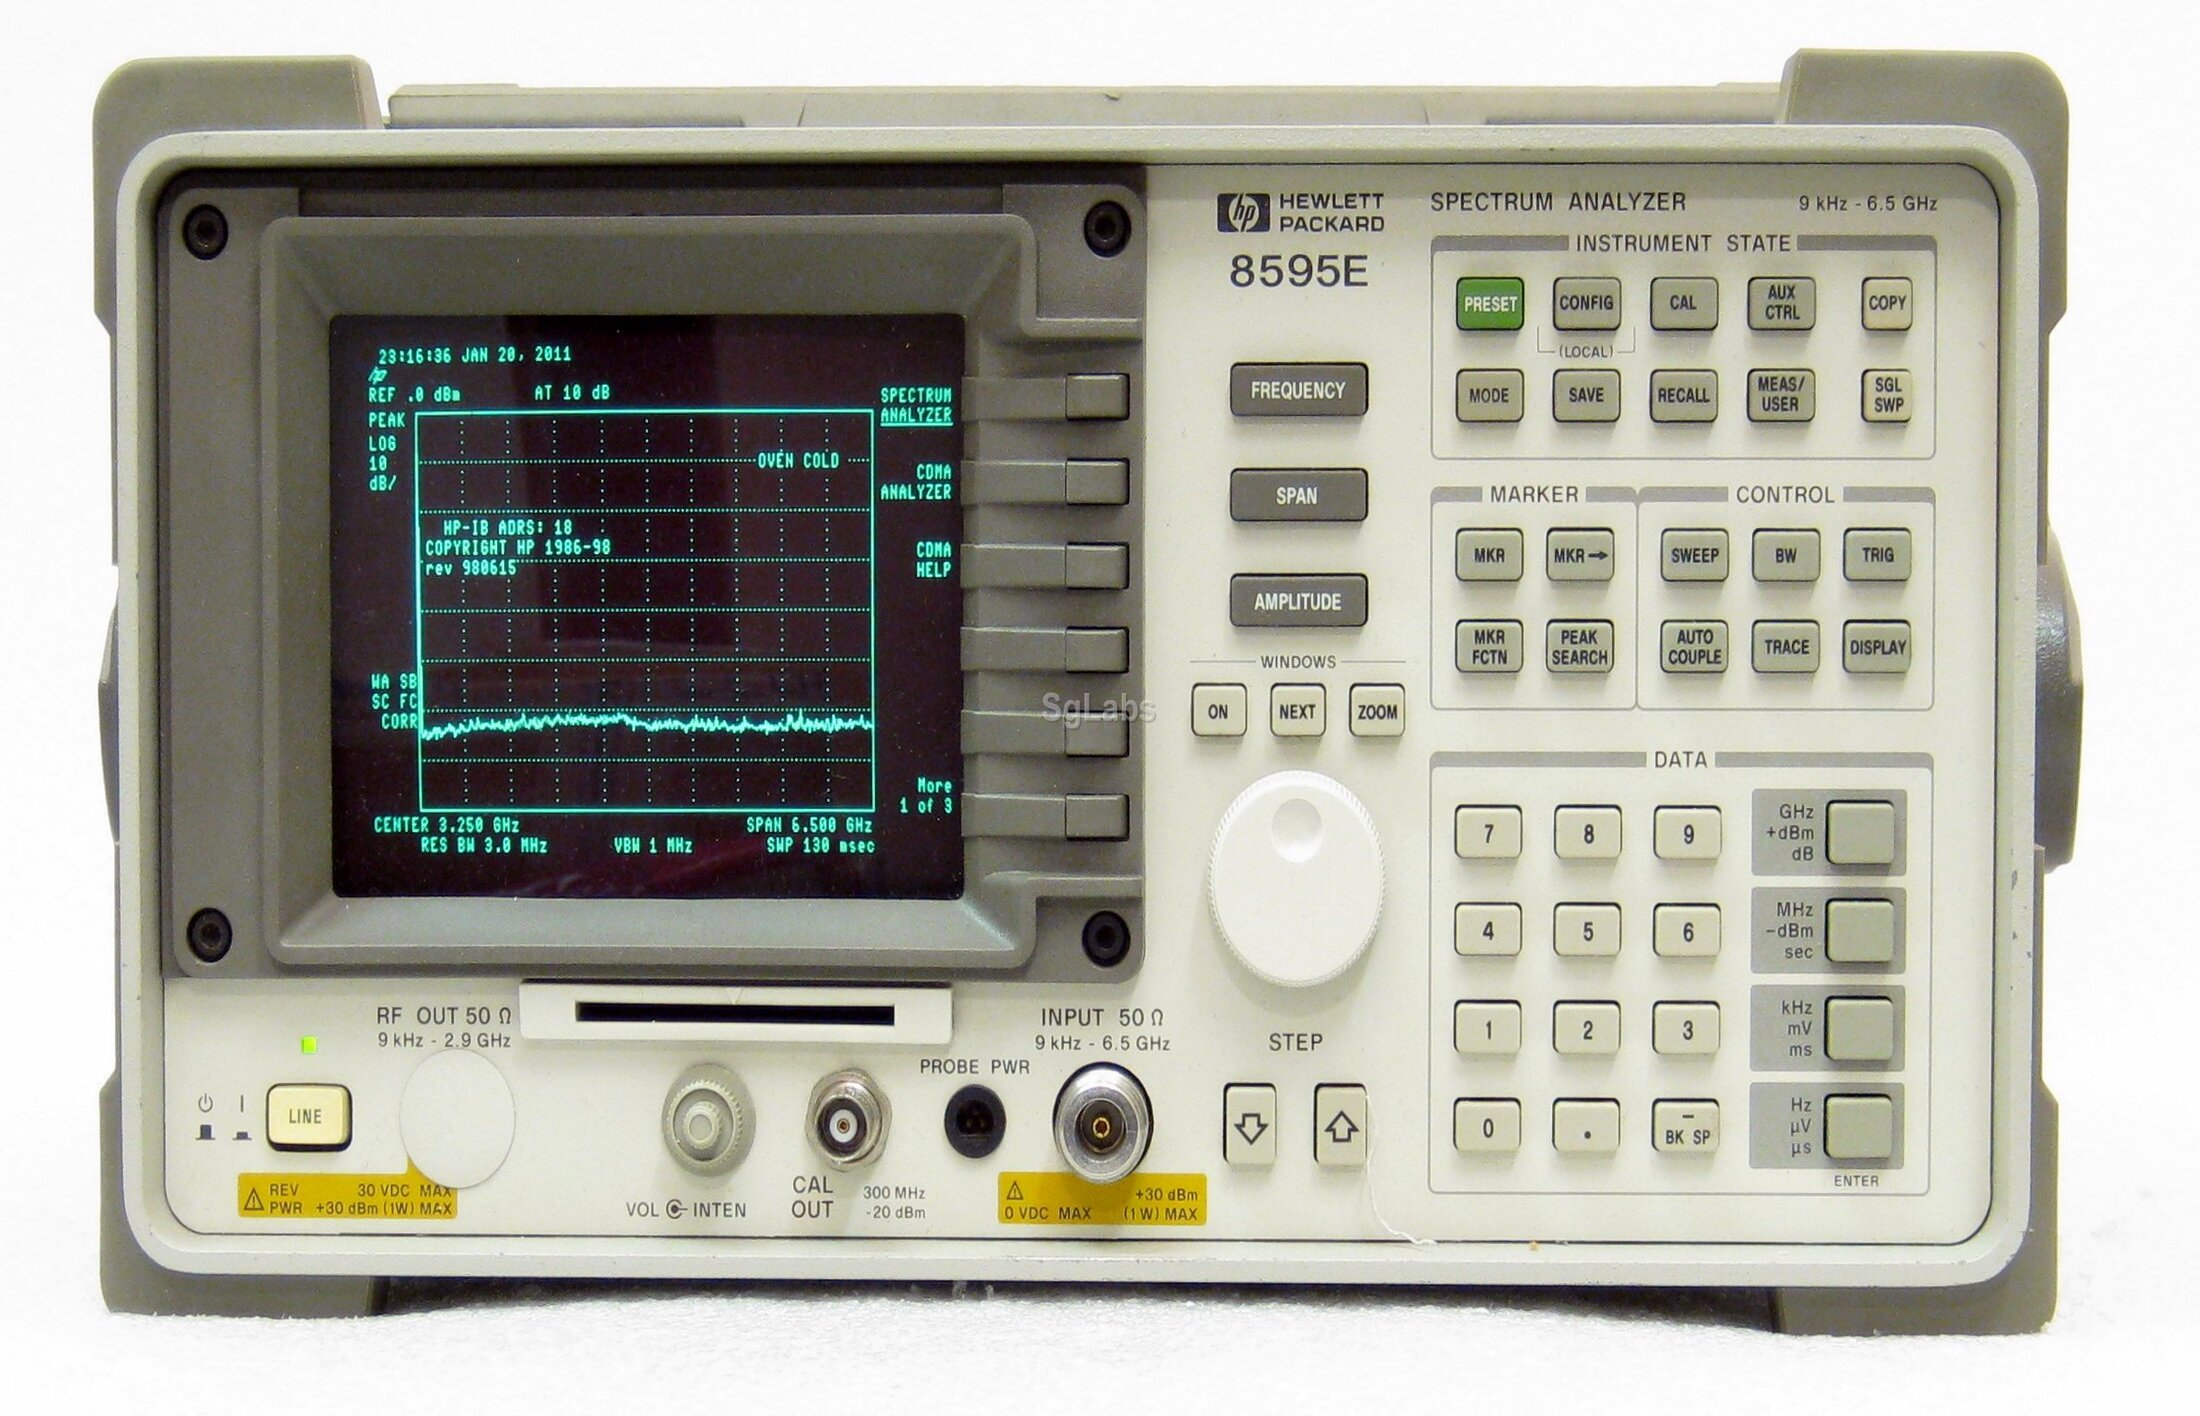 hp HEWLETT
PACKARD
8595E
SPECTRUM ANALYZER
9 kHz - 6.5 GHz
INSTRUMENT STATE
PRESET
CONFIG
CAL
AUX
CTRL
COPY
(LOCAL)
MODE
SAVE
RECALL
MEAS/
USER
SGL
SWP
23:16:36 JAN 20, 2011
hp
REF .0 dBm
AT 10 dB
PEAK
LOG
10
dB/
OVEN COLD
HP-IB ADRS: 18
COPYRIGHT HP 1986-98
rev 980615
WA SB
SC FC
CORR
CENTER 3.250 GHz
SPAN 6.500 GHz
RES BW 3.0 MHz
VBW 1 MHz
SWP 130 msec
SPECTRUM
ANALYZER
CDMA
ANALYZER
CDMA
HELP
More
1 of 3
FREQUENCY
SPAN
AMPLITUDE
WINDOWS
ON
NEXT
ZOOM
MARKER
MKR
MKR→
MKR
FCTN
PEAK
SEARCH
CONTROL
SWEEP
BW
TRIG
AUTO
COUPLE
TRACE
DISPLAY
SgLabs
DATA
7
8
9
GHz
+dBm
dB
4
5
6
MHz
-dBm
sec
1
2
3
kHz
mV
ms
0
.
–
BK SP
Hz
µV
µs
ENTER
STEP
RF OUT 50 Ω
9 kHz - 2.9 GHz
LINE
REV 30 VDC MAX
PWR +30 dBm (1W) MAX
VOL INTEN
CAL
OUT
300 MHz
-20 dBm
PROBE PWR
INPUT 50 Ω
9 kHz - 6.5 GHz
+30 dBm
0 VDC MAX (1W) MAX